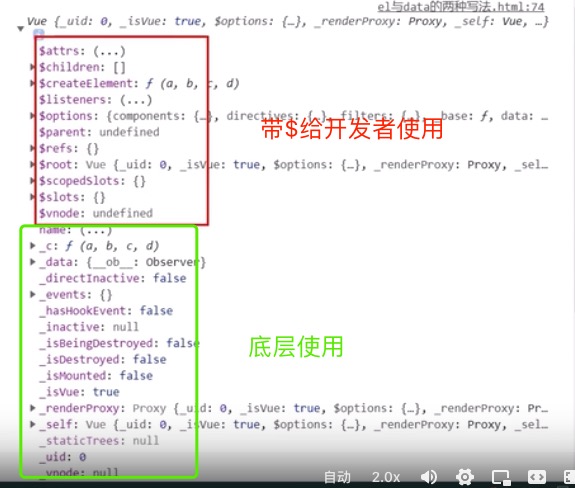 el与data的两种写法.html:74
Vue {_uid: 0, _isVue: true, $options: {…}, _renderProxy: Proxy, _self: Vue, …}
$attrs: (...)
$children: []
$createElement: ƒ (a, b, c, d)
$listeners: (...)
$options: {components: {…}, directives: {…}, filters: {…}, _base: ƒ, data: …
带$给开发者使用
$parent: undefined
$refs: {}
$root: Vue {_uid: 0, _isVue: true, $options: {…}, _renderProxy: Proxy, _sel…
$scopedSlots: {}
$slots: {}
$vnode: undefined
name: (...)
_c: ƒ (a, b, c, d)
_data: {__ob__: Observer}
_directInactive: false
_events: {}
_hasHookEvent: false
_inactive: null
_isBeingDestroyed: false
底层使用
_isDestroyed: false
_isMounted: false
_isVue: true
_renderProxy: Proxy {_uid: 0, _isVue: true, $options: {…}, _renderProxy: Pr…
_self: Vue {_uid: 0, _isVue: true, $options: {…}, _renderProxy: Proxy, _sel…
_staticTrees: null
_uid: 0
_vnode: null
自动 2.0x